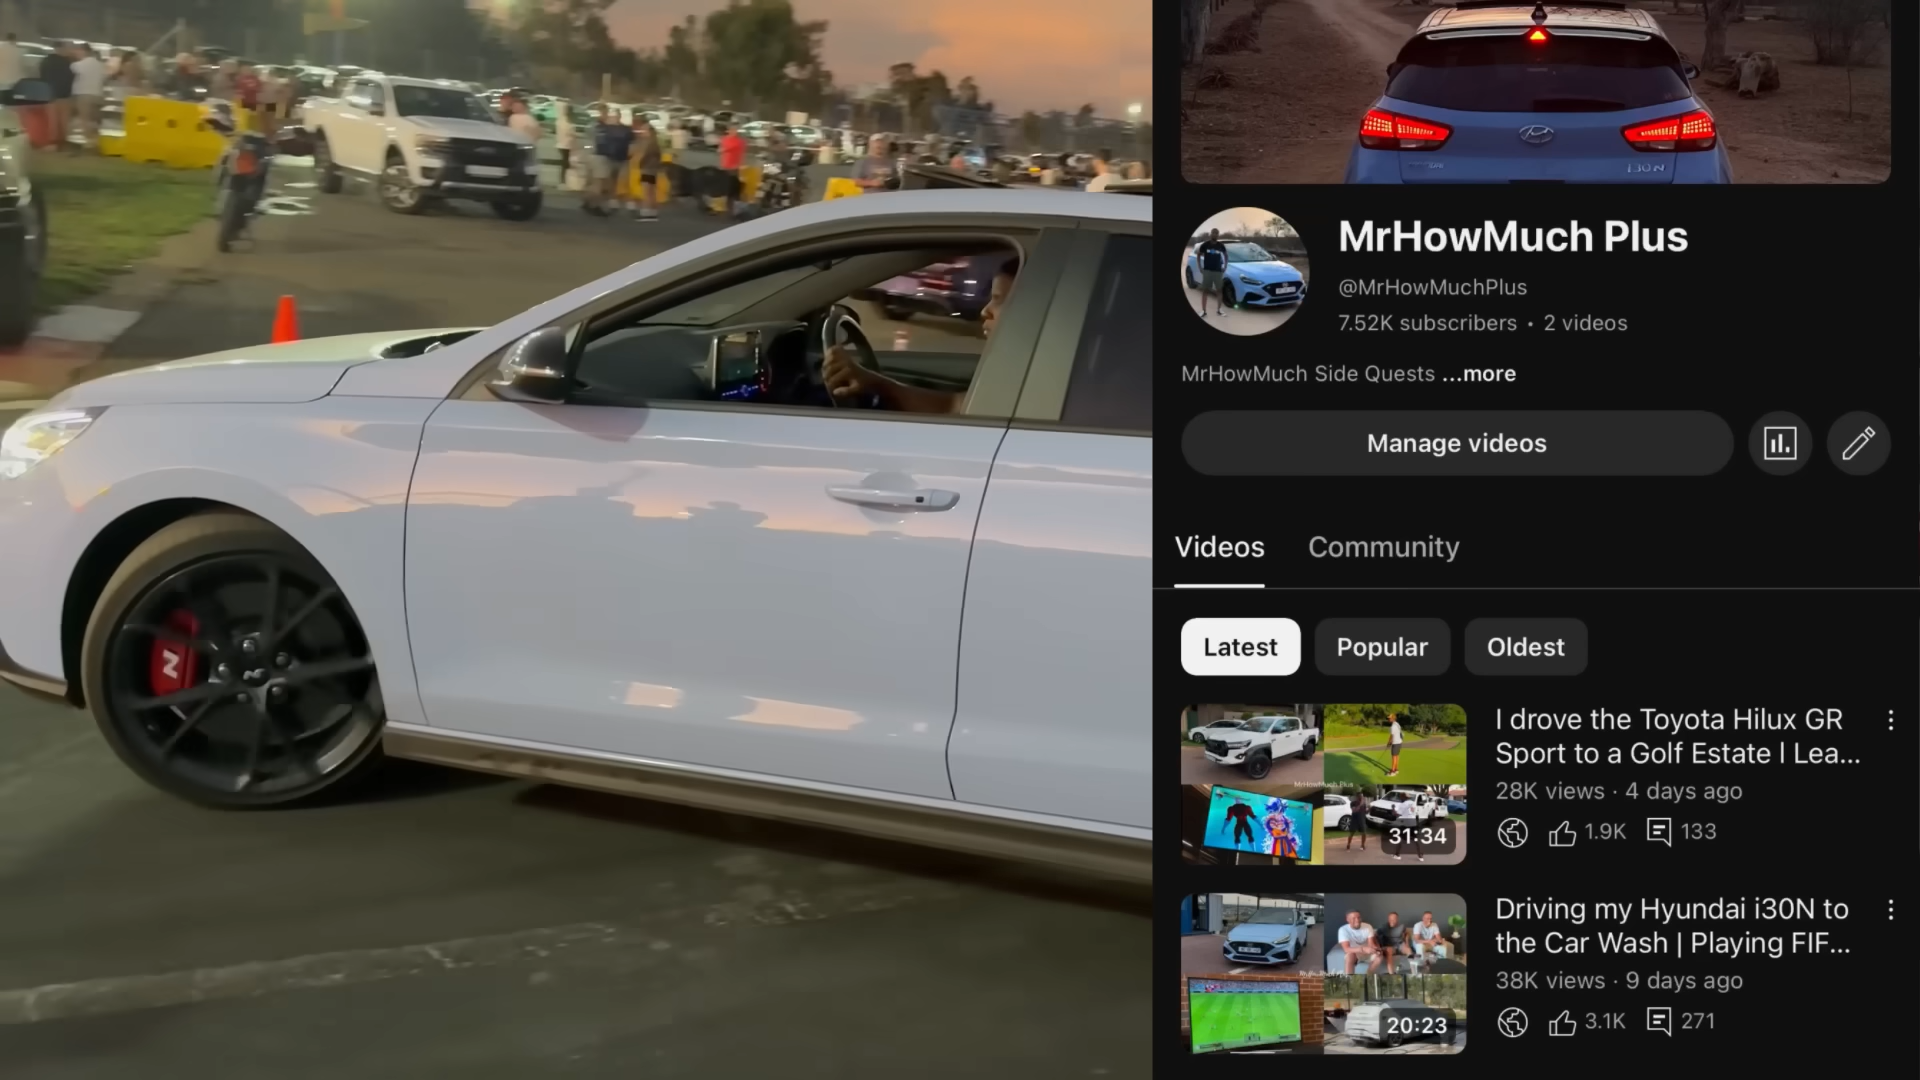 N
i30 N
MrHowMuch Plus
@MrHowMuchPlus
7.52K subscribers • 2 videos
MrHowMuch Side Quests ...more
Manage videos
Videos
Community
Latest
Popular
Oldest
MrHowMuch Plus
31:34
I drove the Toyota Hilux GR
Sport to a Golf Estate l Lea...
28K views · 4 days ago
1.9K
133
20:23
Driving my Hyundai i30N to
the Car Wash | Playing FIF...
38K views · 9 days ago
3.1K
271